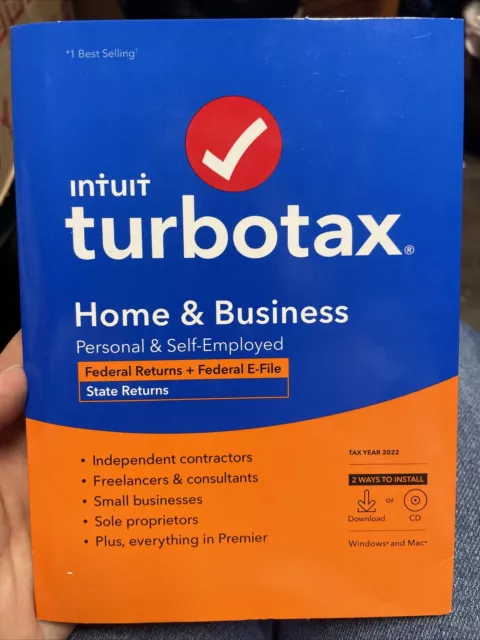 #1 Best Selling†
ıntuıt
turbotax®
Home & Business
Personal & Self-Employed
Federal Returns + Federal E-File
State Returns
• Independent contractors
• Freelancers & consultants
• Small businesses
• Sole proprietors
• Plus, everything in Premier
TAX YEAR 2022
2 WAYS TO INSTALL
or
Download CD
Windows® and Mac®